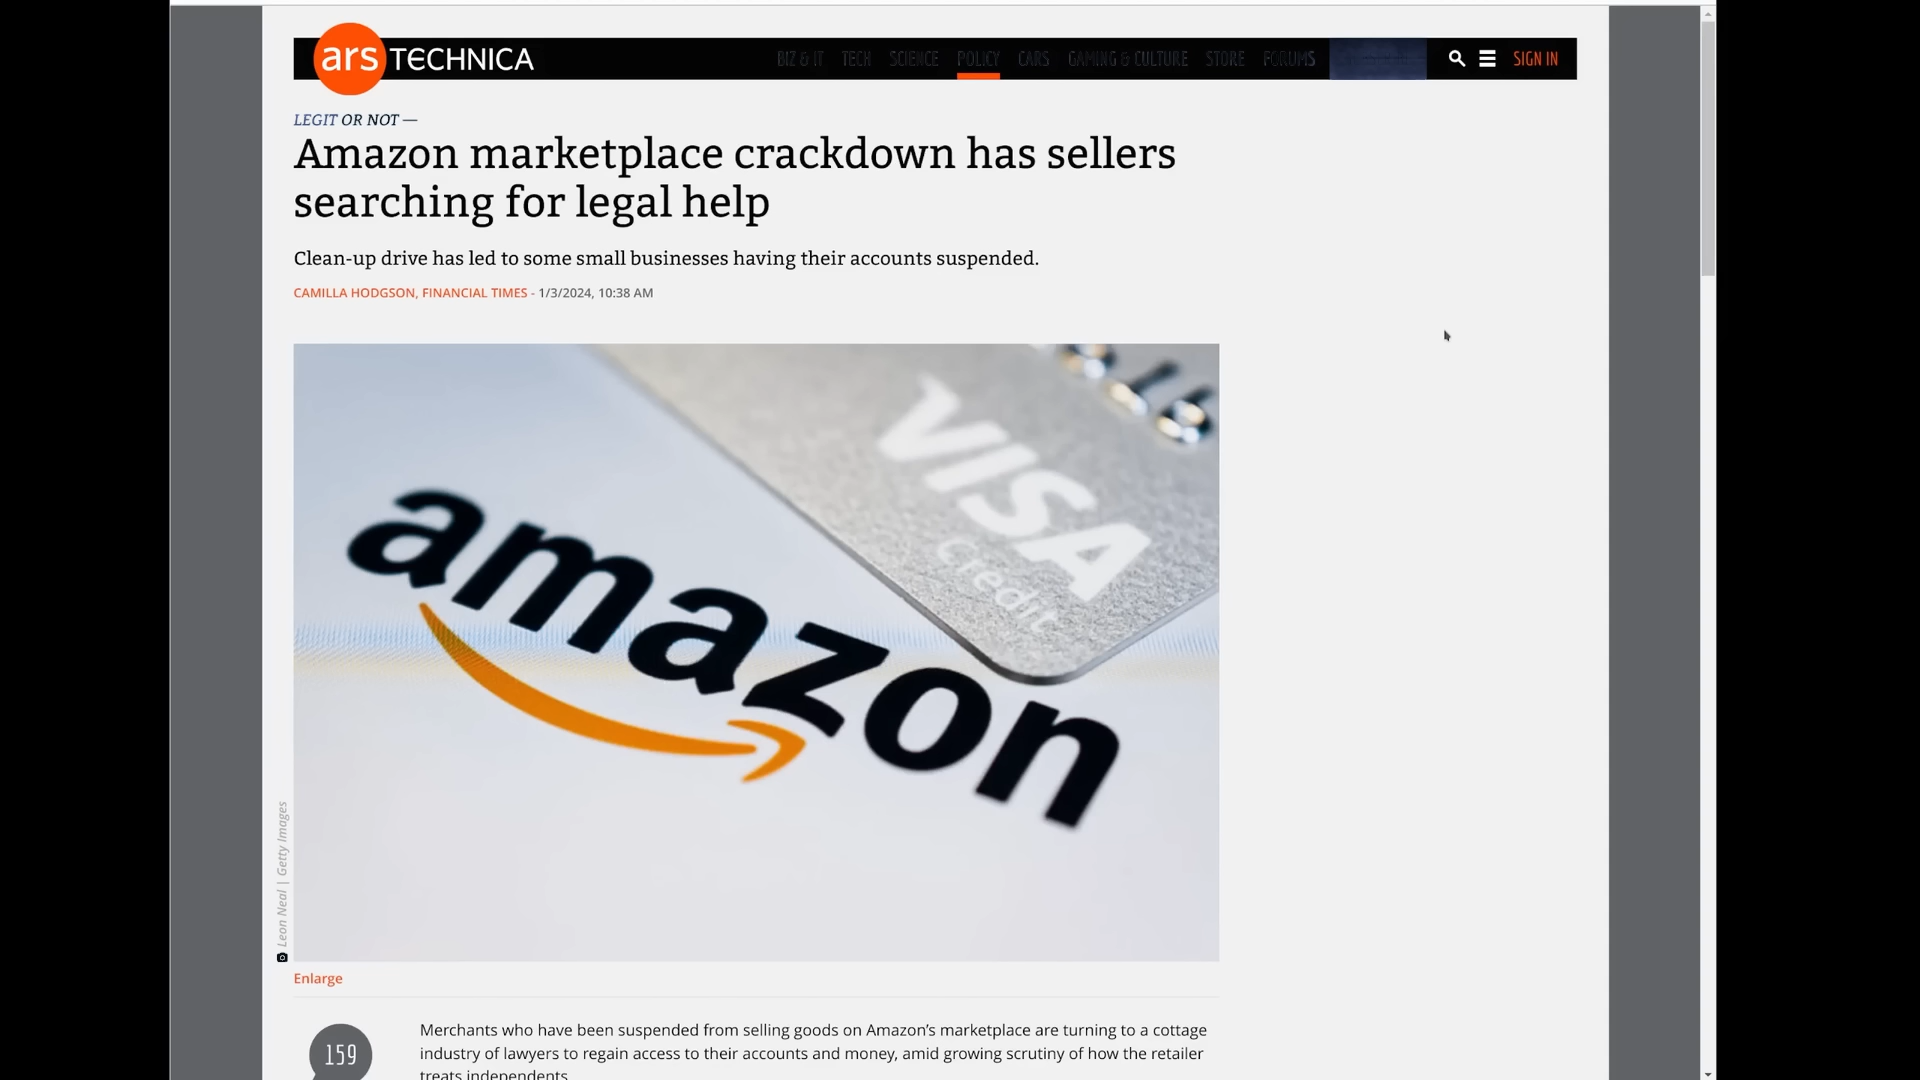 ars TECHNICA
BIZ & IT TECH SCIENCE POLICY CARS GAMING & CULTURE STORE FORUMS SIGN IN
LEGIT OR NOT —
Amazon marketplace crackdown has sellers
searching for legal help
Clean-up drive has led to some small businesses having their accounts suspended.
CAMILLA HODGSON, FINANCIAL TIMES - 1/3/2024, 10:38 AM
VISA
Credit
amazon
Leon Neal | Getty Images
Enlarge
159
Merchants who have been suspended from selling goods on Amazon’s marketplace are turning to a cottage
industry of lawyers to regain access to their accounts and money, amid growing scrutiny of how the retailer
treats independents.